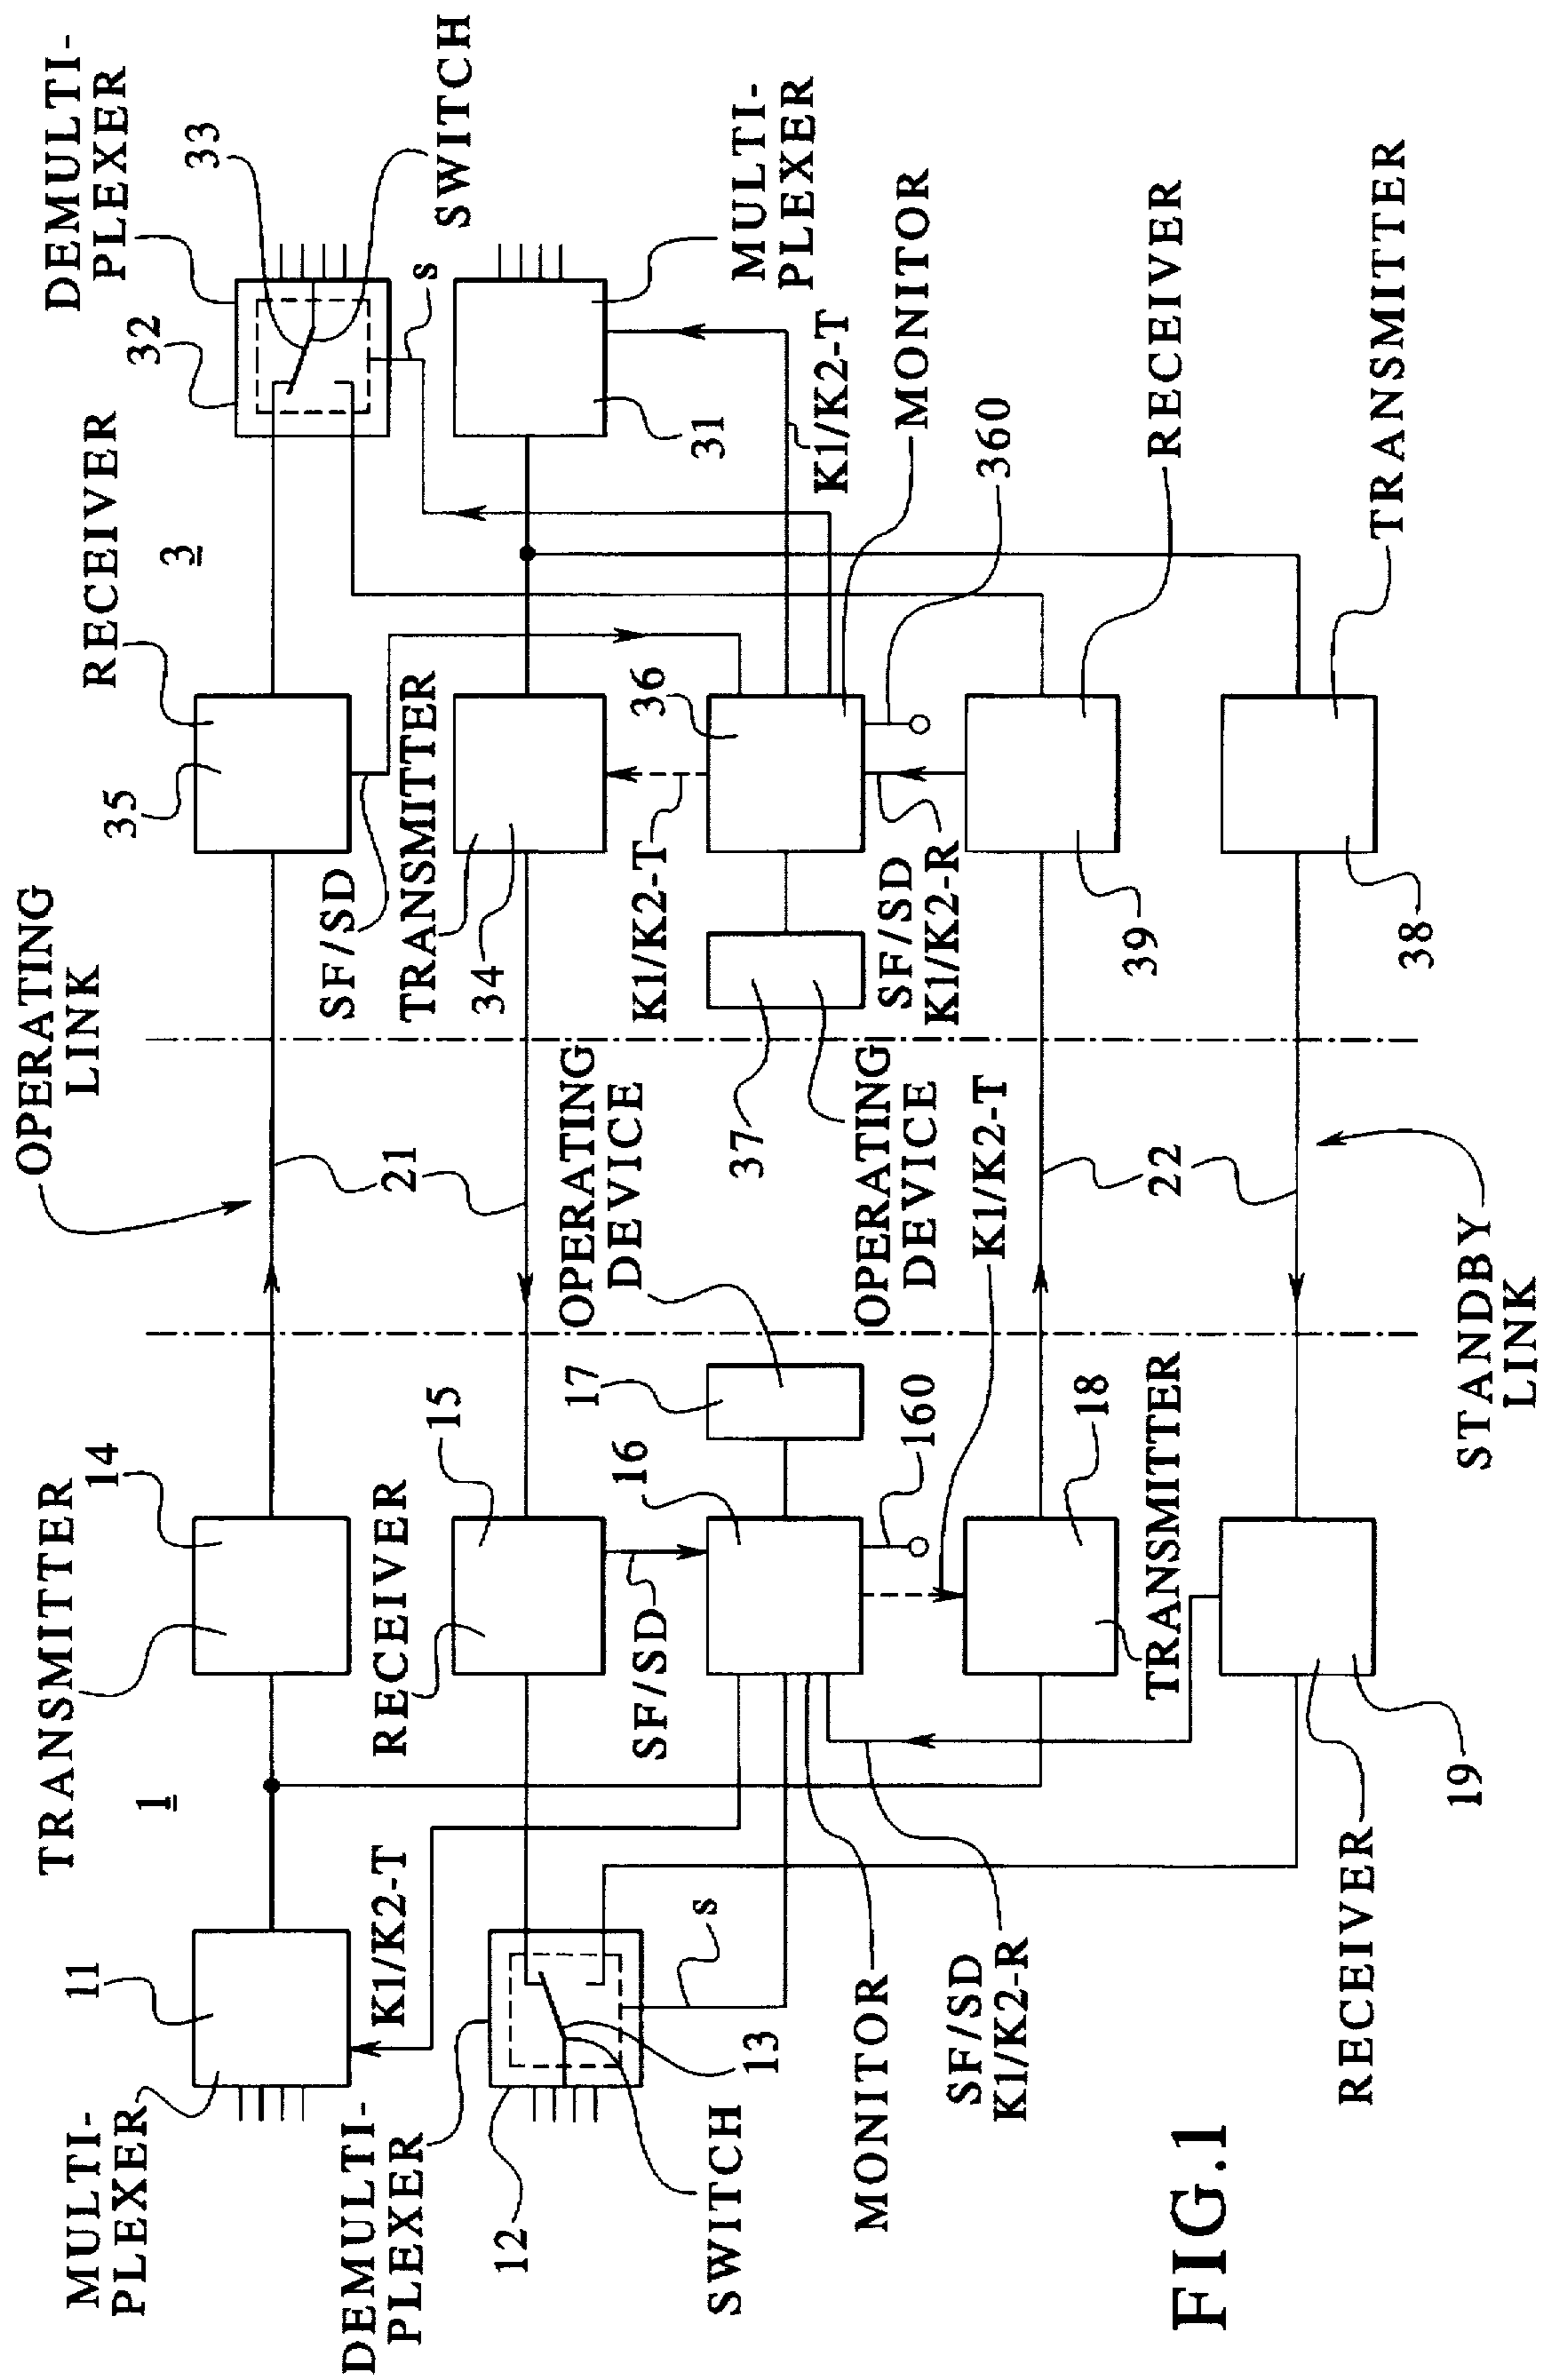 OPERATING
LINK
MULTI-
PLEXER
11
TRANSMITTER
1
14
RECEIVER
35
3
32
DEMULTI-
PLEXER
33
SWITCH
K1/K2-T
DEMULTI-
PLEXER
12
RECEIVER
15
21
SF/SD
TRANSMITTER
34
s
SWITCH
13
s
SF/SD
16
17
OPERATING
DEVICE
K1/K2-T
36
31
MULTI-
PLEXER
MONITOR
160
37
OPERATING
DEVICE
SF/SD
K1/K2-R
K1/K2-T
MONITOR
360
SF/SD
K1/K2-R
K1/K2-T
18
TRANSMITTER
22
39
RECEIVER
RECEIVER
19
STANDBY
LINK
38
TRANSMITTER
FIG.1